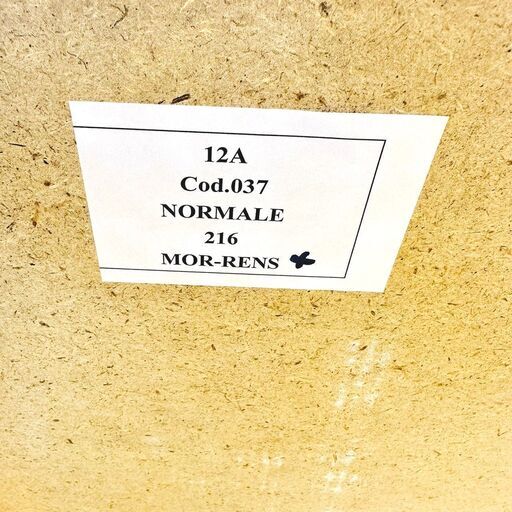 12A
Cod.037
NORMALE
216
MOR-RENS